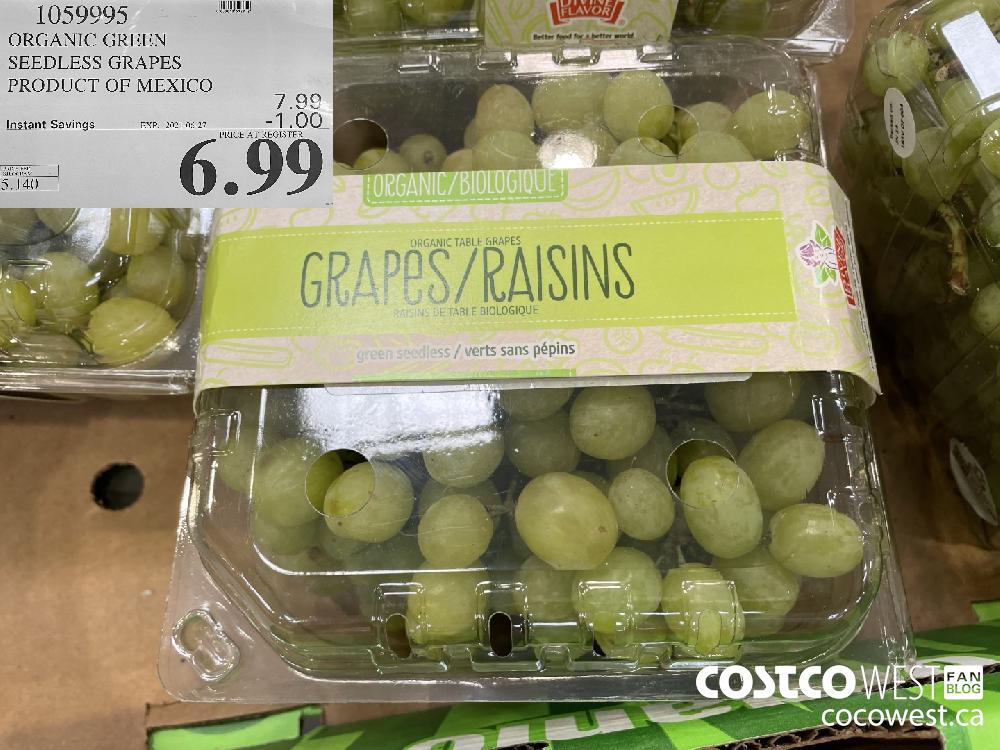 1059995
ORGANIC GREEN
SEEDLESS GRAPES
PRODUCT OF MEXICO
7.99
Instant Savings
-1.00
PRICE AT REGISTER
6.99
DIVINE
FLAVOR
Better food for a better world
ORGANIC/BIOLOGIQUE
ORGANIC TABLE GRAPES
GRAPES/RAISINS
RAISINS DE TABLE BIOLOGIQUE
green seedless / verts sans pépins
COSTCO WEST FAN BLOG
cocowest.ca